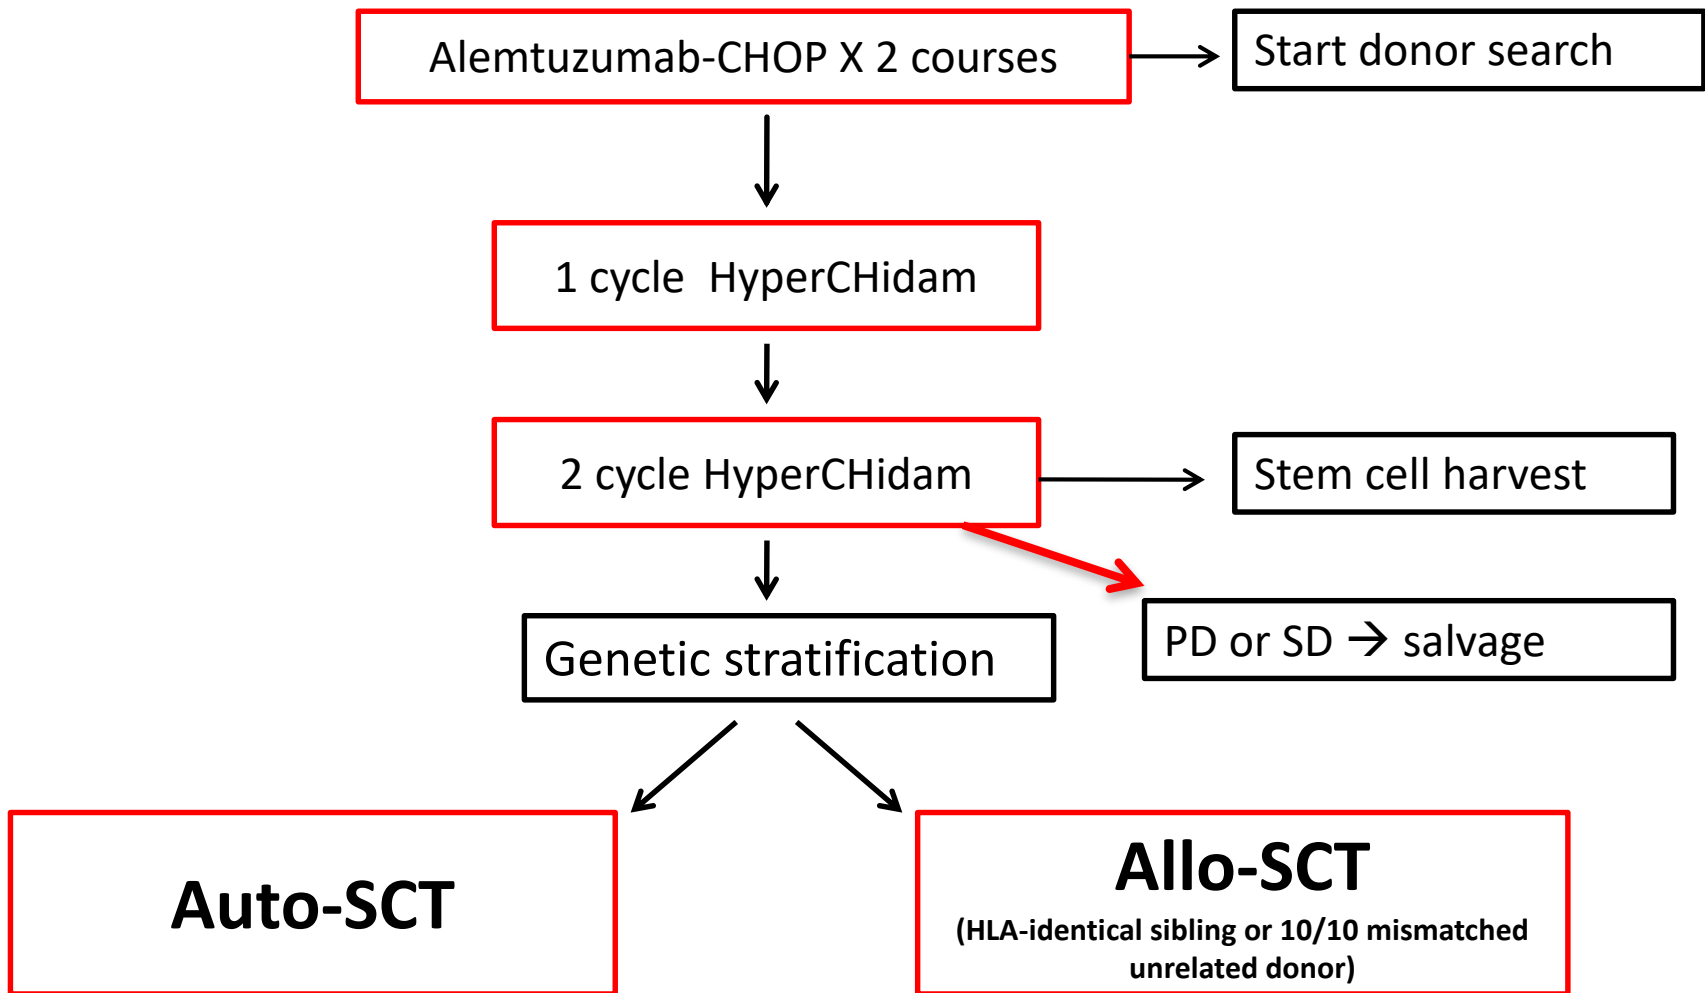 Alemtuzumab-CHOP X 2 courses
Start donor search
1 cycle  HyperCHidam
2 cycle HyperCHidam
Stem cell harvest
PD or SD → salvage
Genetic stratification
Auto-SCT
Allo-SCT
(HLA-identical sibling or 10/10 mismatched
unrelated donor)